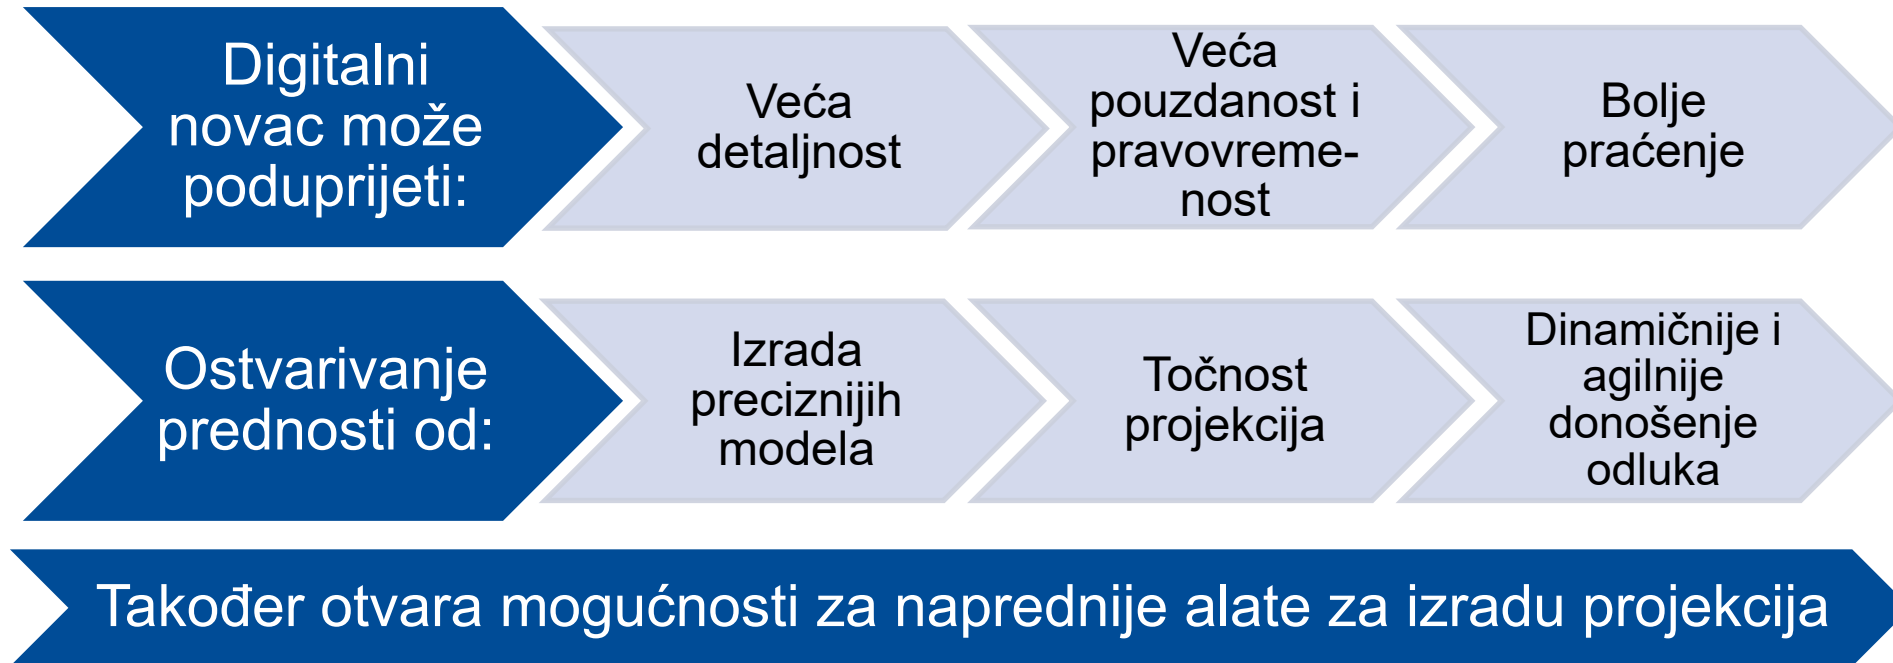 Digitalni
novac može
poduprijeti:
Veća
detaljnost
Veća
pouzdanost i
pravovreme-
nost
Bolje
praćenje
Ostvarivanje
prednosti od:
Izrada
preciznijih
modela
Točnost
projekcija
Dinamičnije i
agilnije
donošenje
odluka
Također otvara mogućnosti za naprednije alate za izradu projekcija